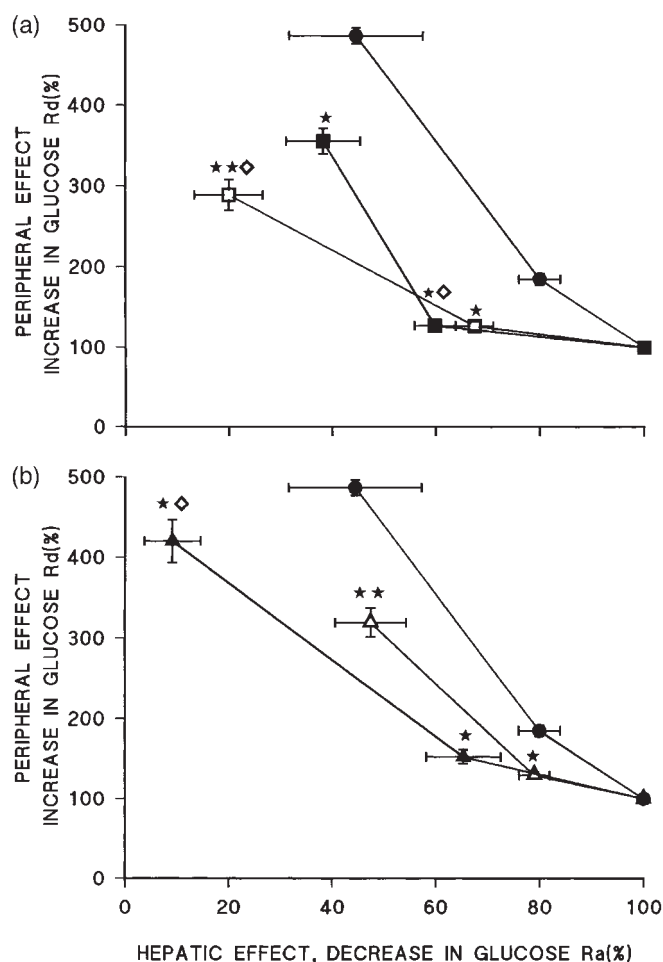 (a)
500
400
300
200
100
0
PERIPHERAL EFFECT
INCREASE IN GLUCOSE Rd(%)
(b)
500
400
300
200
100
0
PERIPHERAL EFFECT
INCREASE IN GLUCOSE Rd(%)
0 20 40 60 80 100
HEPATIC EFFECT, DECREASE IN GLUCOSE Ra(%)